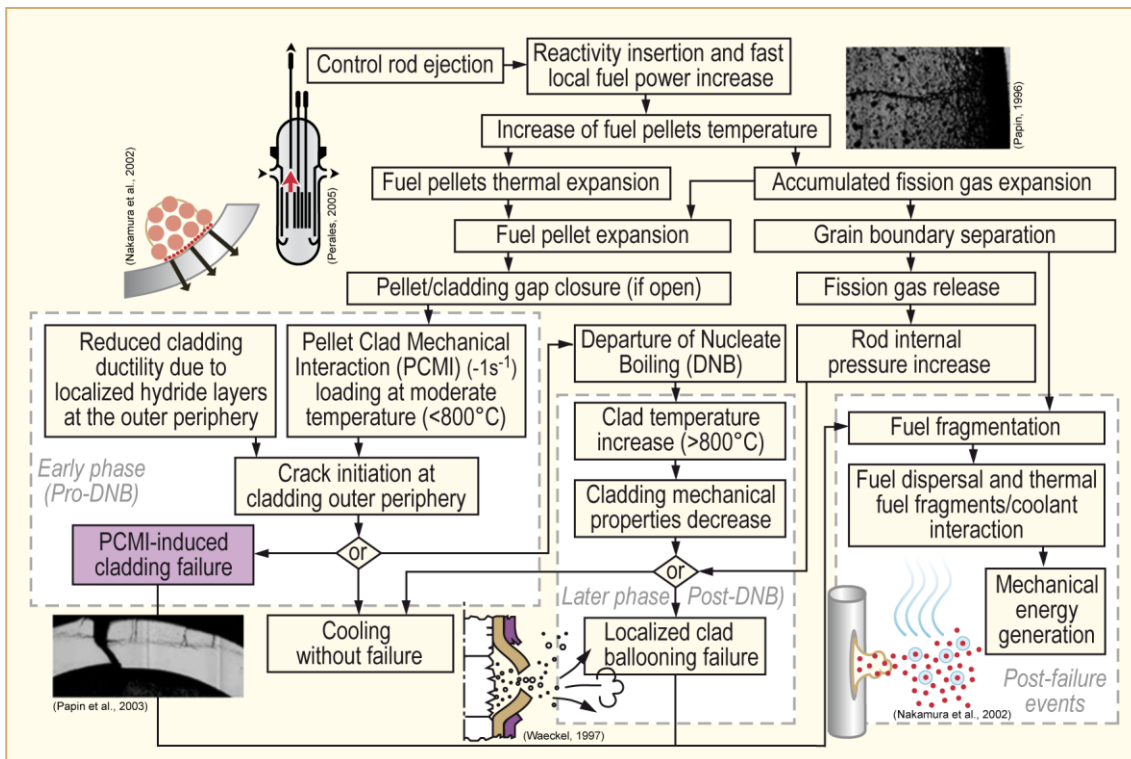 Control rod ejection
Reactivity insertion and fast
local fuel power increase
(Papin, 1996)
Increase of fuel pellets temperature
(Nakamura et al., 2002)
(Perales, 2005)
Fuel pellets thermal expansion
Accumulated fission gas expansion
Fuel pellet expansion
Grain boundary separation
Pellet/cladding gap closure (if open)
Fission gas release
Reduced cladding
ductility due to
localized hydride layers
at the outer periphery
Pellet Clad Mechanical
Interaction (PCMI) (-1s⁻¹)
loading at moderate
temperature (<800°C)
Departure of Nucleate
Boiling (DNB)
Rod internal
pressure increase
Clad temperature
increase (>800°C)
Fuel fragmentation
Early phase
(Pro-DNB)
Crack initiation at
cladding outer periphery
Cladding mechanical
properties decrease
Fuel dispersal and thermal
fuel fragments/coolant
interaction
PCMI-induced
cladding failure
or
or
Later phase Post-DNB)
Mechanical
energy
generation
Cooling
without failure
Localized clad
ballooning failure
Post-failure
events
(Papin et al., 2003)
(Waeckel, 1997)
(Nakamura et al., 2002)